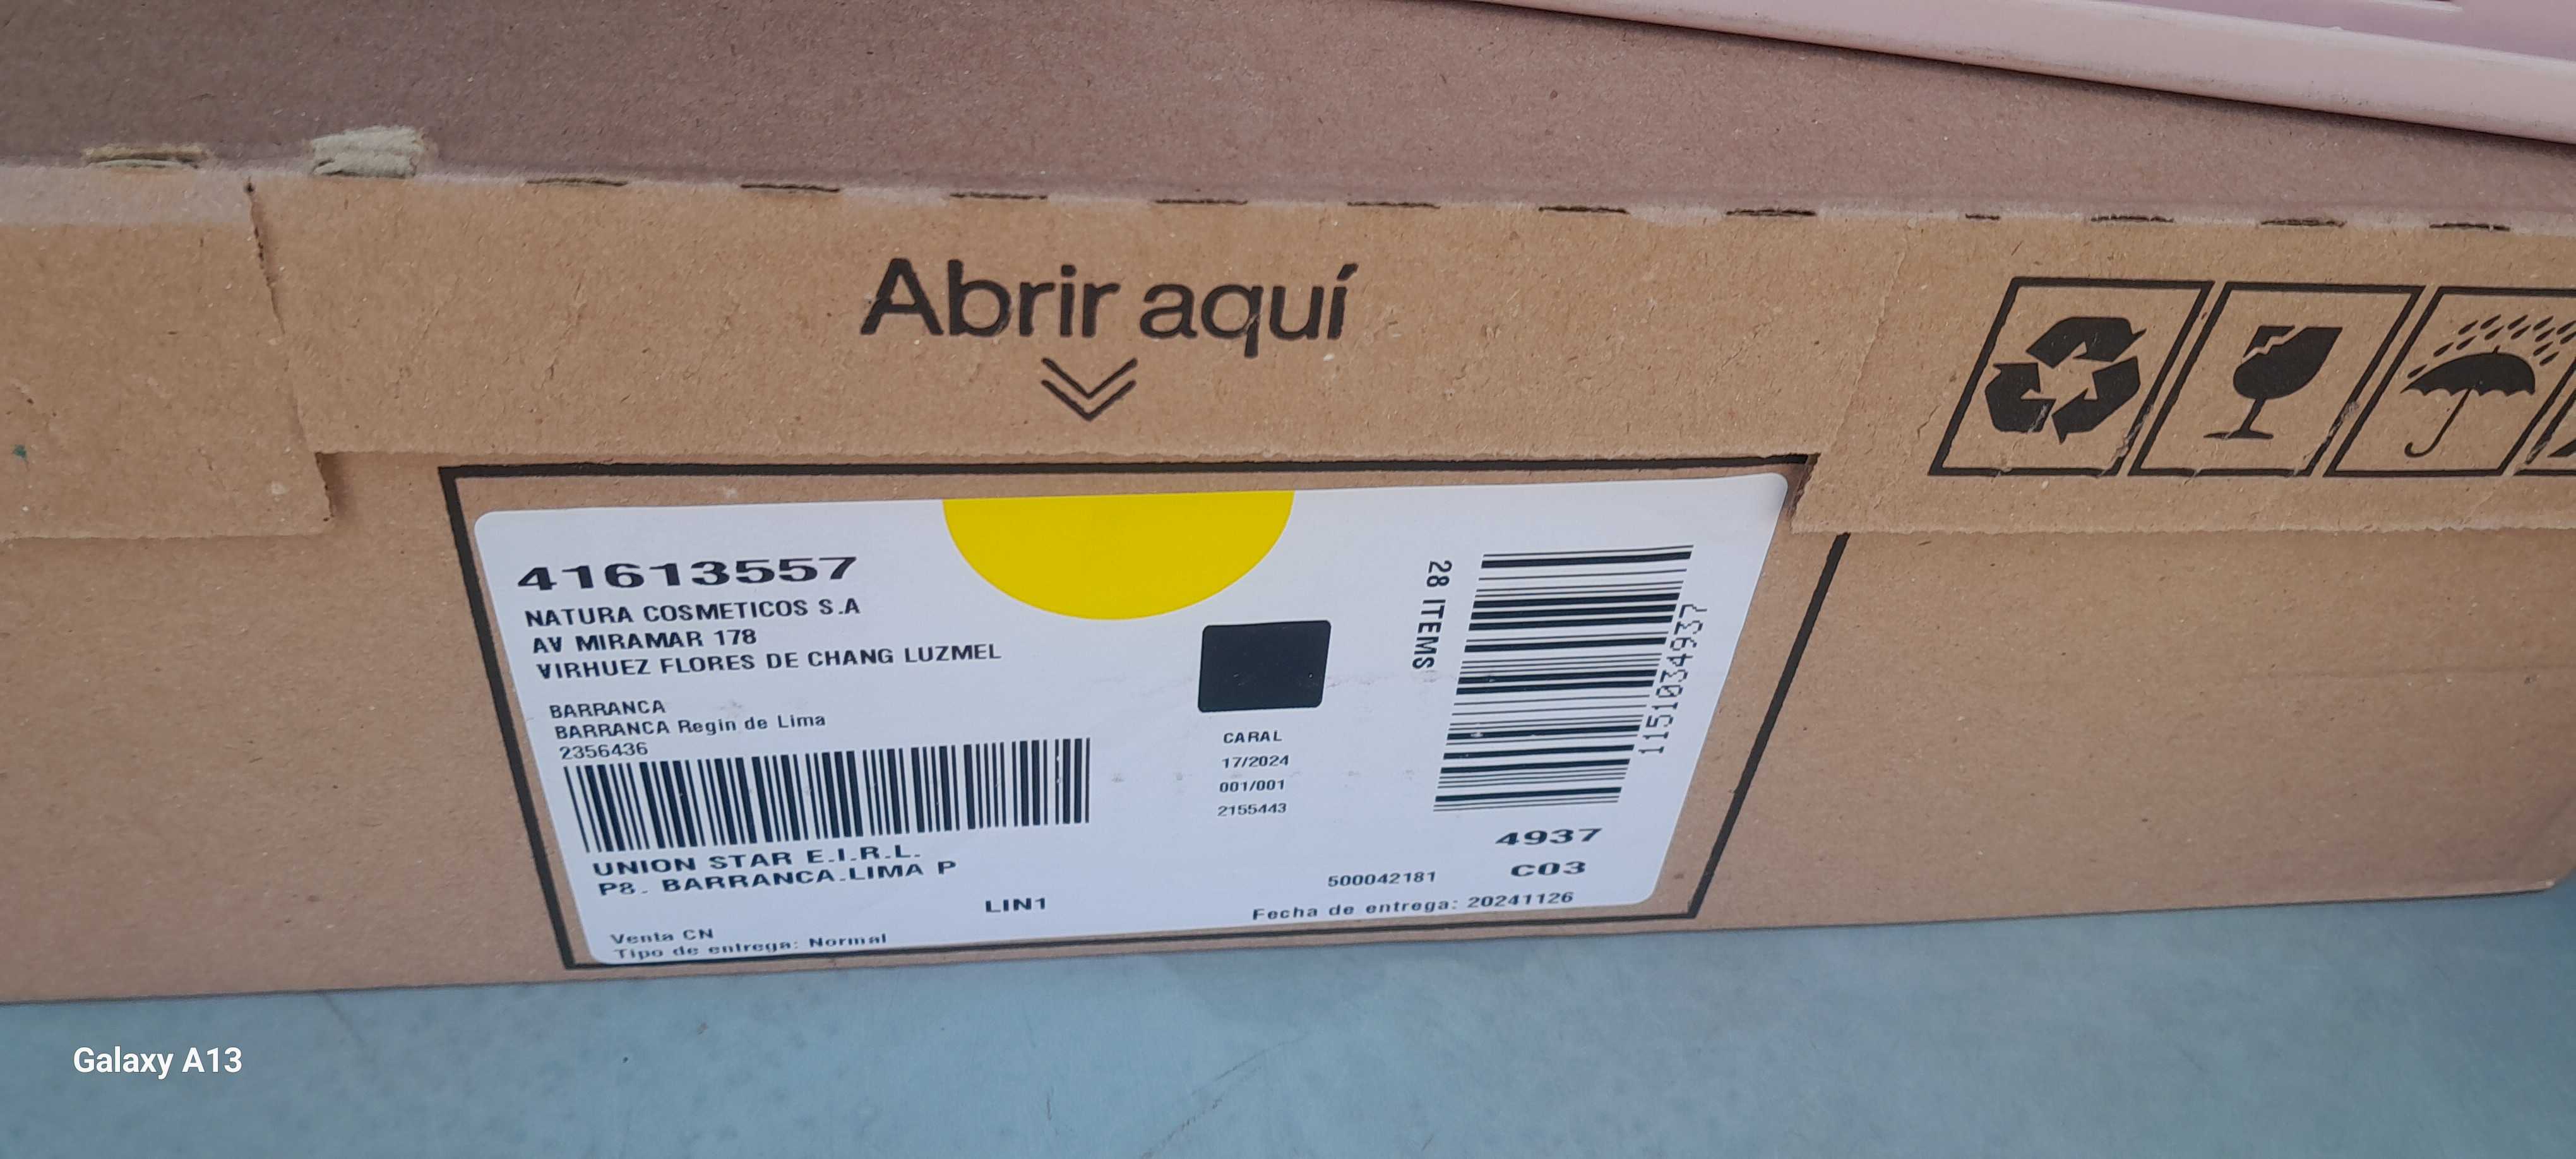 Abrir aquí
41613557
NATURA COSMETICOS S.A
AV MIRAMAR 178
VIRHUEZ FLORES DE CHANG LUZMEL
BARRANCA
BARRANCA Regin de Lima
2356436
UNION STAR E.I.R.L.
P8. BARRANCA.LIMA P
LIN1
Venta CN
Tipo de entrega: Normal
CARAL
17/2024
001/001
2155443
28 ITEMS
1151034937
4937
C03
500042181
Fecha de entrega: 20241126
Galaxy A13